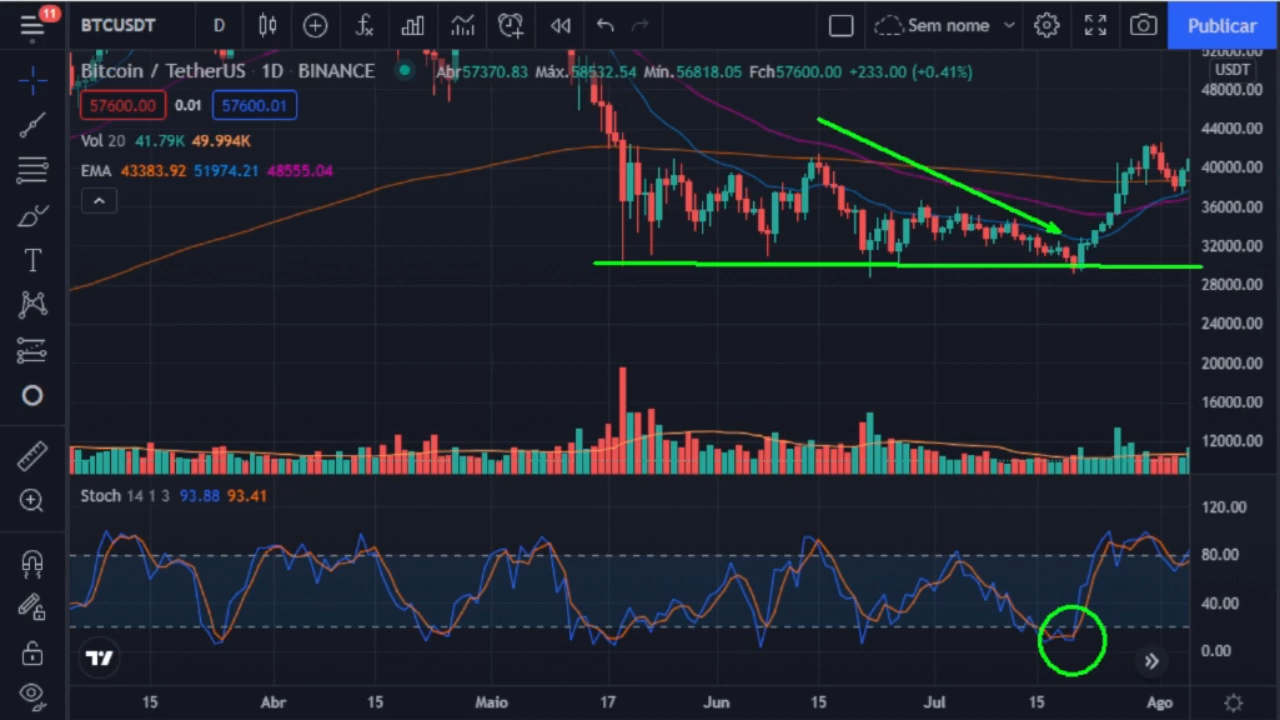 11
BTCUSDT D Sem nome Publicar
Bitcoin / TetherUS 1D BINANCE Abr57370.83 Máx.58532.54 Mín.56818.05 Fch57600.00 +233.00 (+0.41%)
57600.00 0.01 57600.01
Vol 20 41.79K 49.994K
EMA 43383.92 51974.21 48555.04
52000.00
USDT
48000.00
44000.00
40000.00
36000.00
32000.00
28000.00
24000.00
20000.00
16000.00
12000.00
Stoch 14 1 3 93.88 93.41
120.00
80.00
40.00
0.00
15 Abr 15 Maio 17 Jun 15 Jul 15 Ago